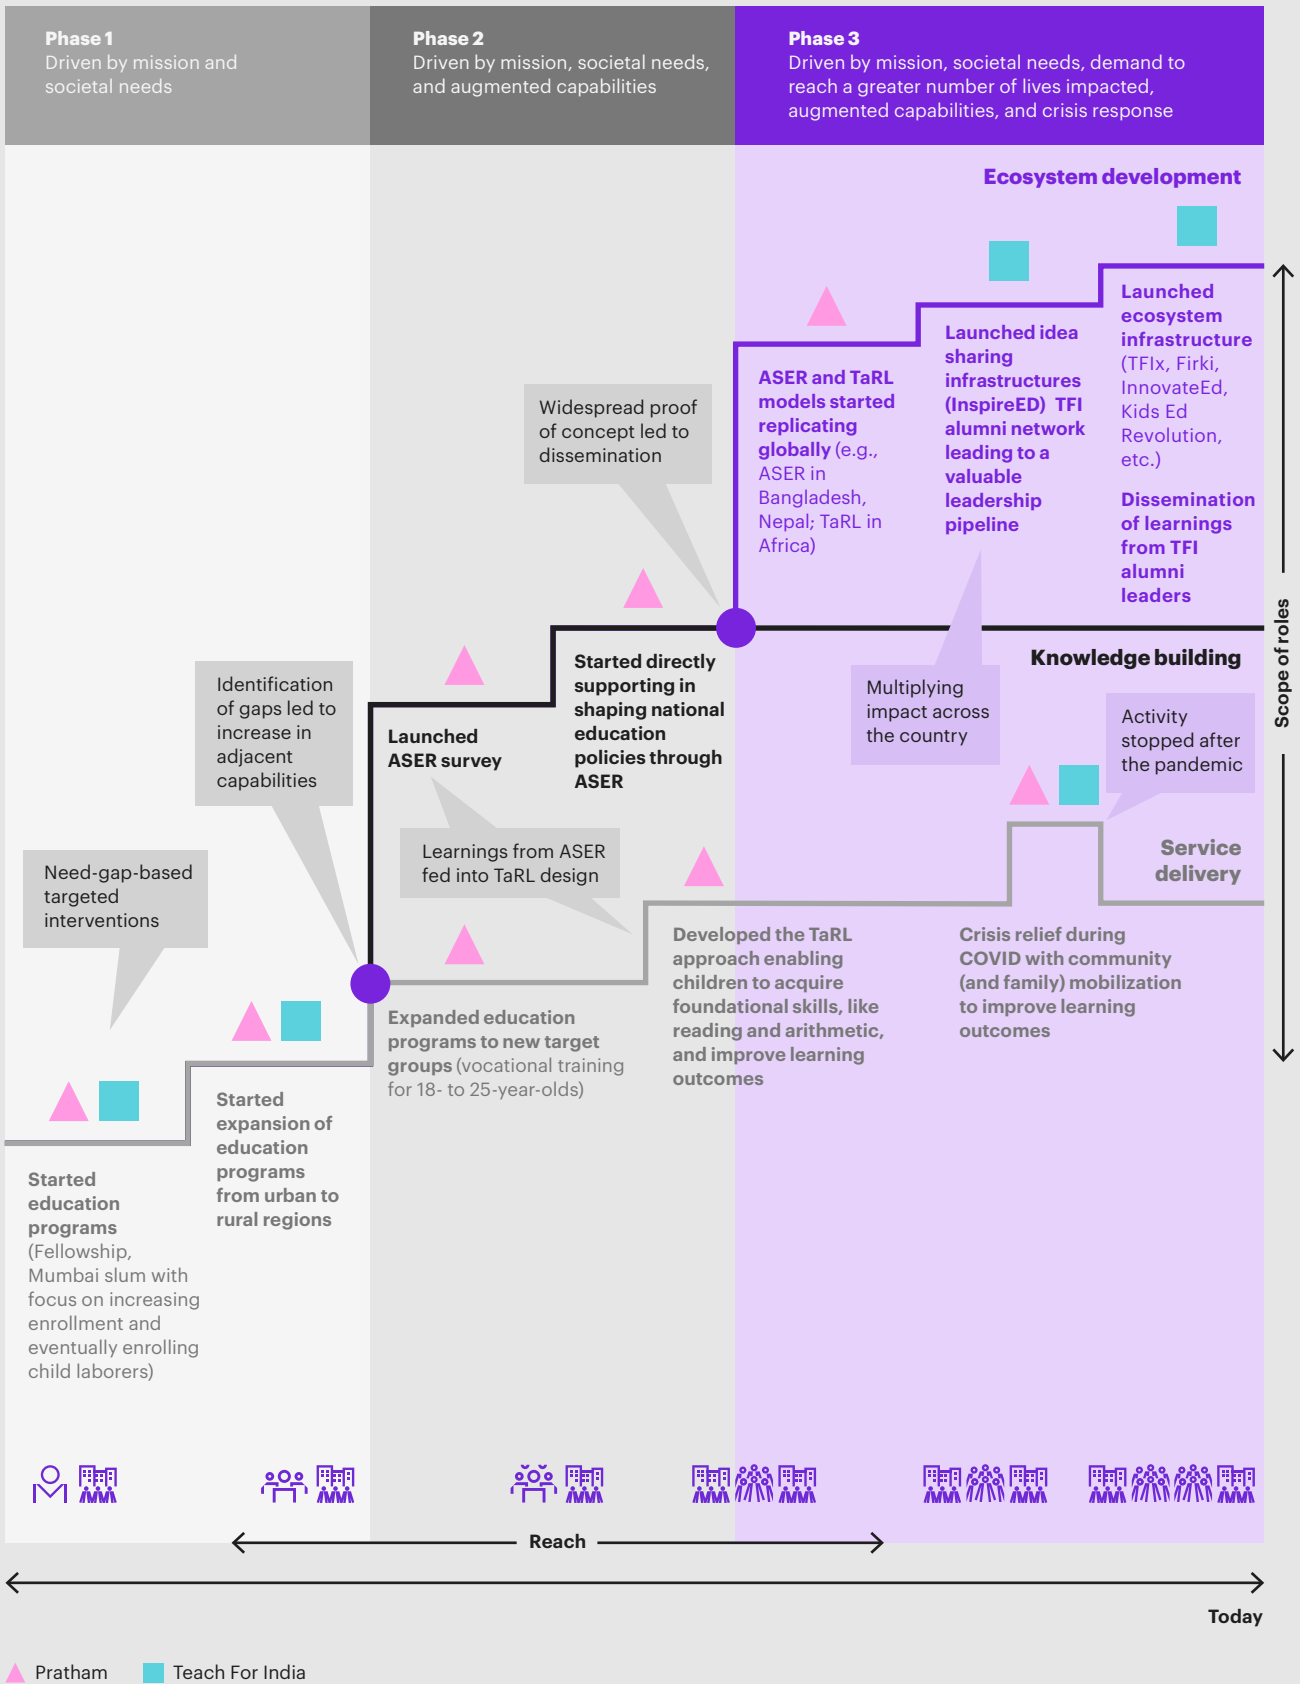 Phase 1
Driven by mission and
societal needs
Phase 2
Driven by mission, societal needs,
and augmented capabilities
Phase 3
Driven by mission, societal needs, demand to
reach a greater number of lives impacted,
augmented capabilities, and crisis response
Ecosystem development
Launched
ecosystem
infrastructure
(TFIx, Firki,
InnovateEd,
Kids Ed
Revolution,
etc.)
Dissemination
of learnings
from TFI
alumni
leaders
Launched idea
sharing
infrastructures
(InspireED) TFI
alumni network
leading to a
valuable
leadership
pipeline
ASER and TaRL
models started
replicating
globally (e.g.,
ASER in
Bangladesh,
Nepal; TaRL in
Africa)
Widespread proof
of concept led to
dissemination
Scope of roles
Knowledge building
Started directly
supporting in
shaping national
education
policies through
ASER
Identification
of gaps led to
increase in
adjacent
capabilities
Launched
ASER survey
Multiplying
impact across
the country
Activity
stopped after
the pandemic
Learnings from ASER
fed into TaRL design
Service
delivery
Need-gap-based
targeted
interventions
Developed the TaRL
approach enabling
children to acquire
foundational skills, like
reading and arithmetic,
and improve learning
outcomes
Crisis relief during
COVID with community
(and family) mobilization
to improve learning
outcomes
Expanded education
programs to new target
groups (vocational training
for 18- to 25-year-olds)
Started
expansion of
education
programs
from urban to
rural regions
Started
education
programs
(Fellowship,
Mumbai slum with
focus on increasing
enrollment and
eventually enrolling
child laborers)
Reach
Today
Pratham
Teach For India